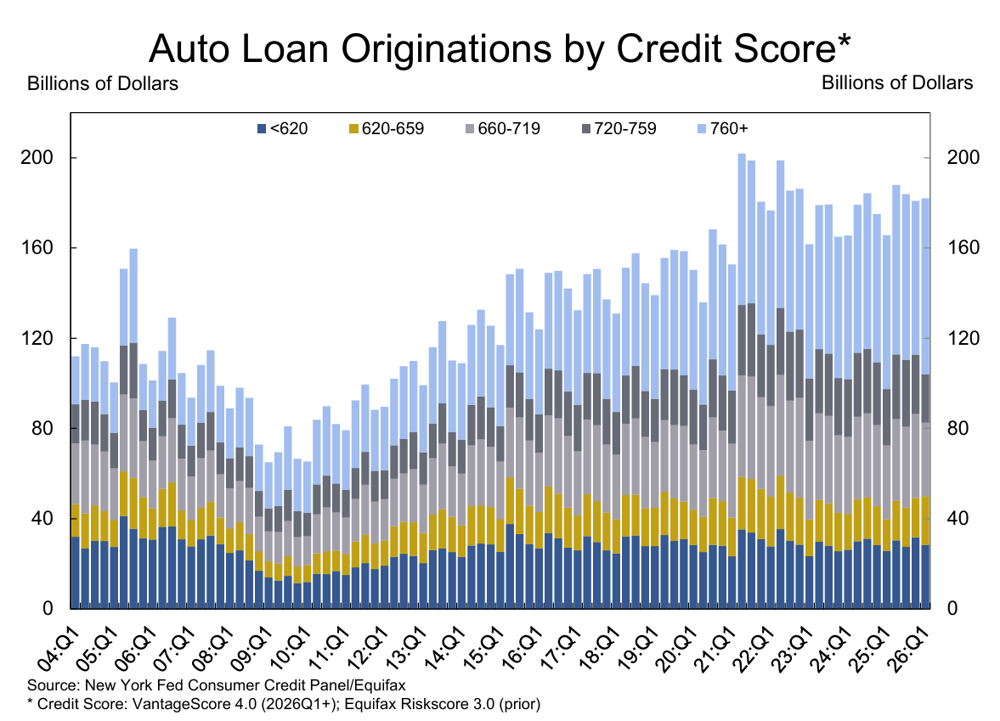 Auto Loan Originations by Credit Score*
Billions of Dollars Billions of Dollars
<620 620-659 660-719 720-759 760+
200 200
160 160
120 120
80 80
40 40
0 0
04:Q1 05:Q1 06:Q1 07:Q1 08:Q1 09:Q1 10:Q1 11:Q1 12:Q1 13:Q1 14:Q1 15:Q1 16:Q1 17:Q1 18:Q1 19:Q1 20:Q1 21:Q1 22:Q1 23:Q1 24:Q1 25:Q1 26:Q1
Source: New York Fed Consumer Credit Panel/Equifax
* Credit Score: VantageScore 4.0 (2026Q1+); Equifax Riskscore 3.0 (prior)